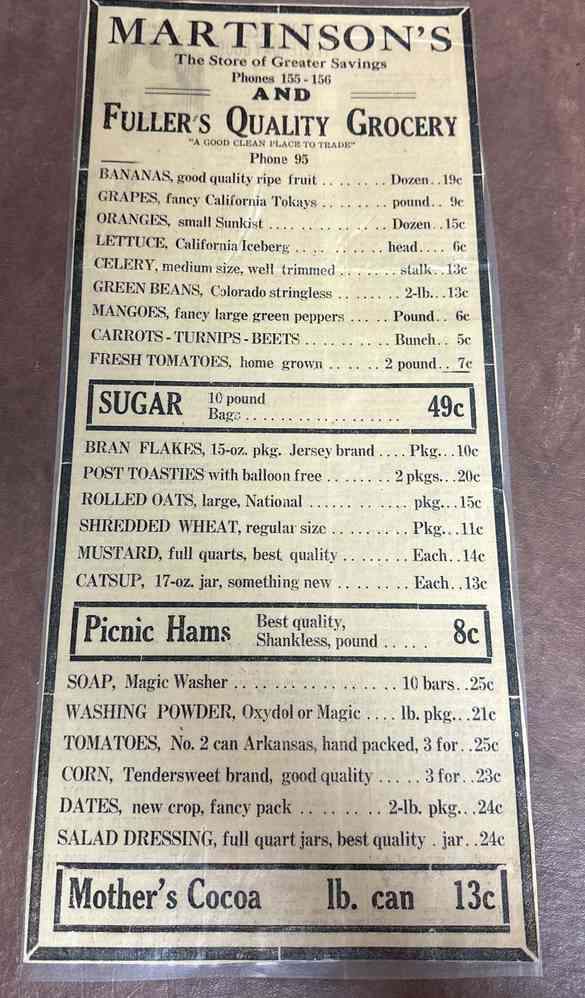 MARTINSON'S
The Store of Greater Savings
Phones 155-156
AND
FULLER'S QUALITY GROCERY
"A GOOD CLEAN PLACE TO TRADE"
Phone 95
BANANAS, good quality ripe fruit ........ Dozen..19c
GRAPES, fancy California Tokays ........ pound.. 9c
ORANGES, small Sunkist .................. Dozen..15c
LETTUCE, California Iceberg ............ head.... 6c
CELERY, medium size, well trimmed ....... stalk..13c
GREEN BEANS, Colorado stringless ........ 2-lb...13c
MANGOES, fancy large green peppers ..... Pound.. 6c
CARROTS - TURNIPS - BEETS ............ Bunch.. 5c
FRESH TOMATOES, home grown ....... 2 pound.. 7c
SUGAR 10 pound Bags .................. 49c
BRAN FLAKES, 15-oz. pkg. Jersey brand .... Pkg...10c
POST TOASTIES with balloon free ........ 2 pkgs...20c
ROLLED OATS, large, National ........... pkg...15c
SHREDDED WHEAT, regular size ......... Pkg...11c
MUSTARD, full quarts, best quality ........ Each..14c
CATSUP, 17-oz. jar, something new ........ Each..13c
Picnic Hams Best quality, Shankless, pound ..... 8c
SOAP, Magic Washer .................. 10 bars..25c
WASHING POWDER, Oxydol or Magic .... lb. pkg...21c
TOMATOES, No. 2 can Arkansas, hand packed, 3 for..25c
CORN, Tendersweet brand, good quality ..... 3 for..23c
DATES, new crop, fancy pack ......... 2-lb. pkg...24c
SALAD DRESSING, full quart jars, best quality . jar..24c
Mother's Cocoa lb. can 13c